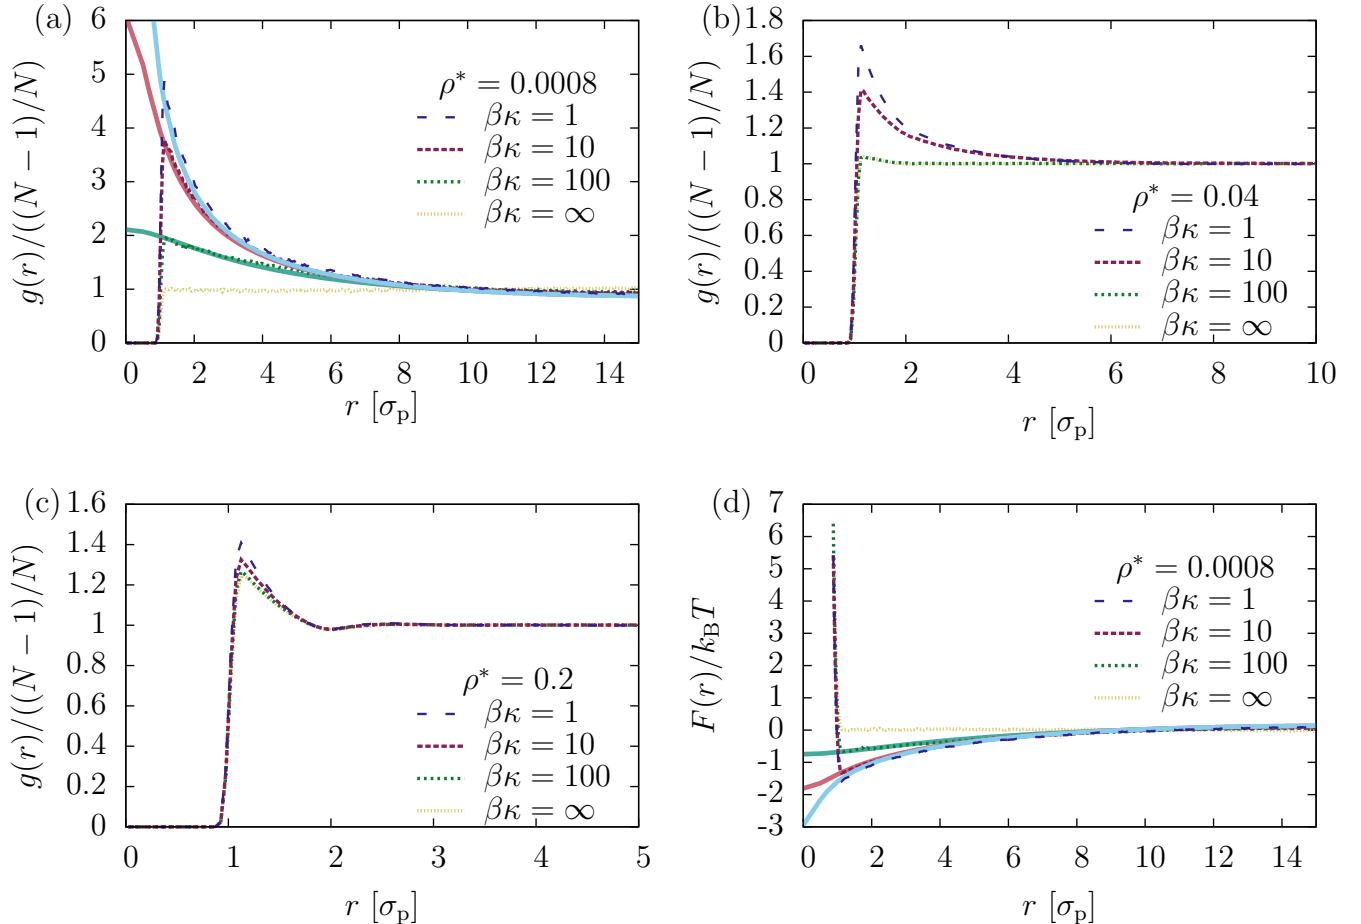 (a)
g(r)/((N − 1)/N)
6
5
4
3
2
1
0
ρ* = 0.0008
βκ = 1
βκ = 10
βκ = 100
βκ = ∞
0 2 4 6 8 10 12 14
r [σp]
(b)
g(r)/((N − 1)/N)
1.8
1.6
1.4
1.2
1
0.8
0.6
0.4
0.2
0
ρ* = 0.04
βκ = 1
βκ = 10
βκ = 100
βκ = ∞
0 2 4 6 8 10
r [σp]
(c)
g(r)/((N − 1)/N)
1.6
1.4
1.2
1
0.8
0.6
0.4
0.2
0
ρ* = 0.2
βκ = 1
βκ = 10
βκ = 100
βκ = ∞
0 1 2 3 4 5
r [σp]
(d)
F(r)/kBT
7
6
5
4
3
2
1
0
-1
-2
-3
ρ* = 0.0008
βκ = 1
βκ = 10
βκ = 100
βκ = ∞
0 2 4 6 8 10 12 14
r [σp]